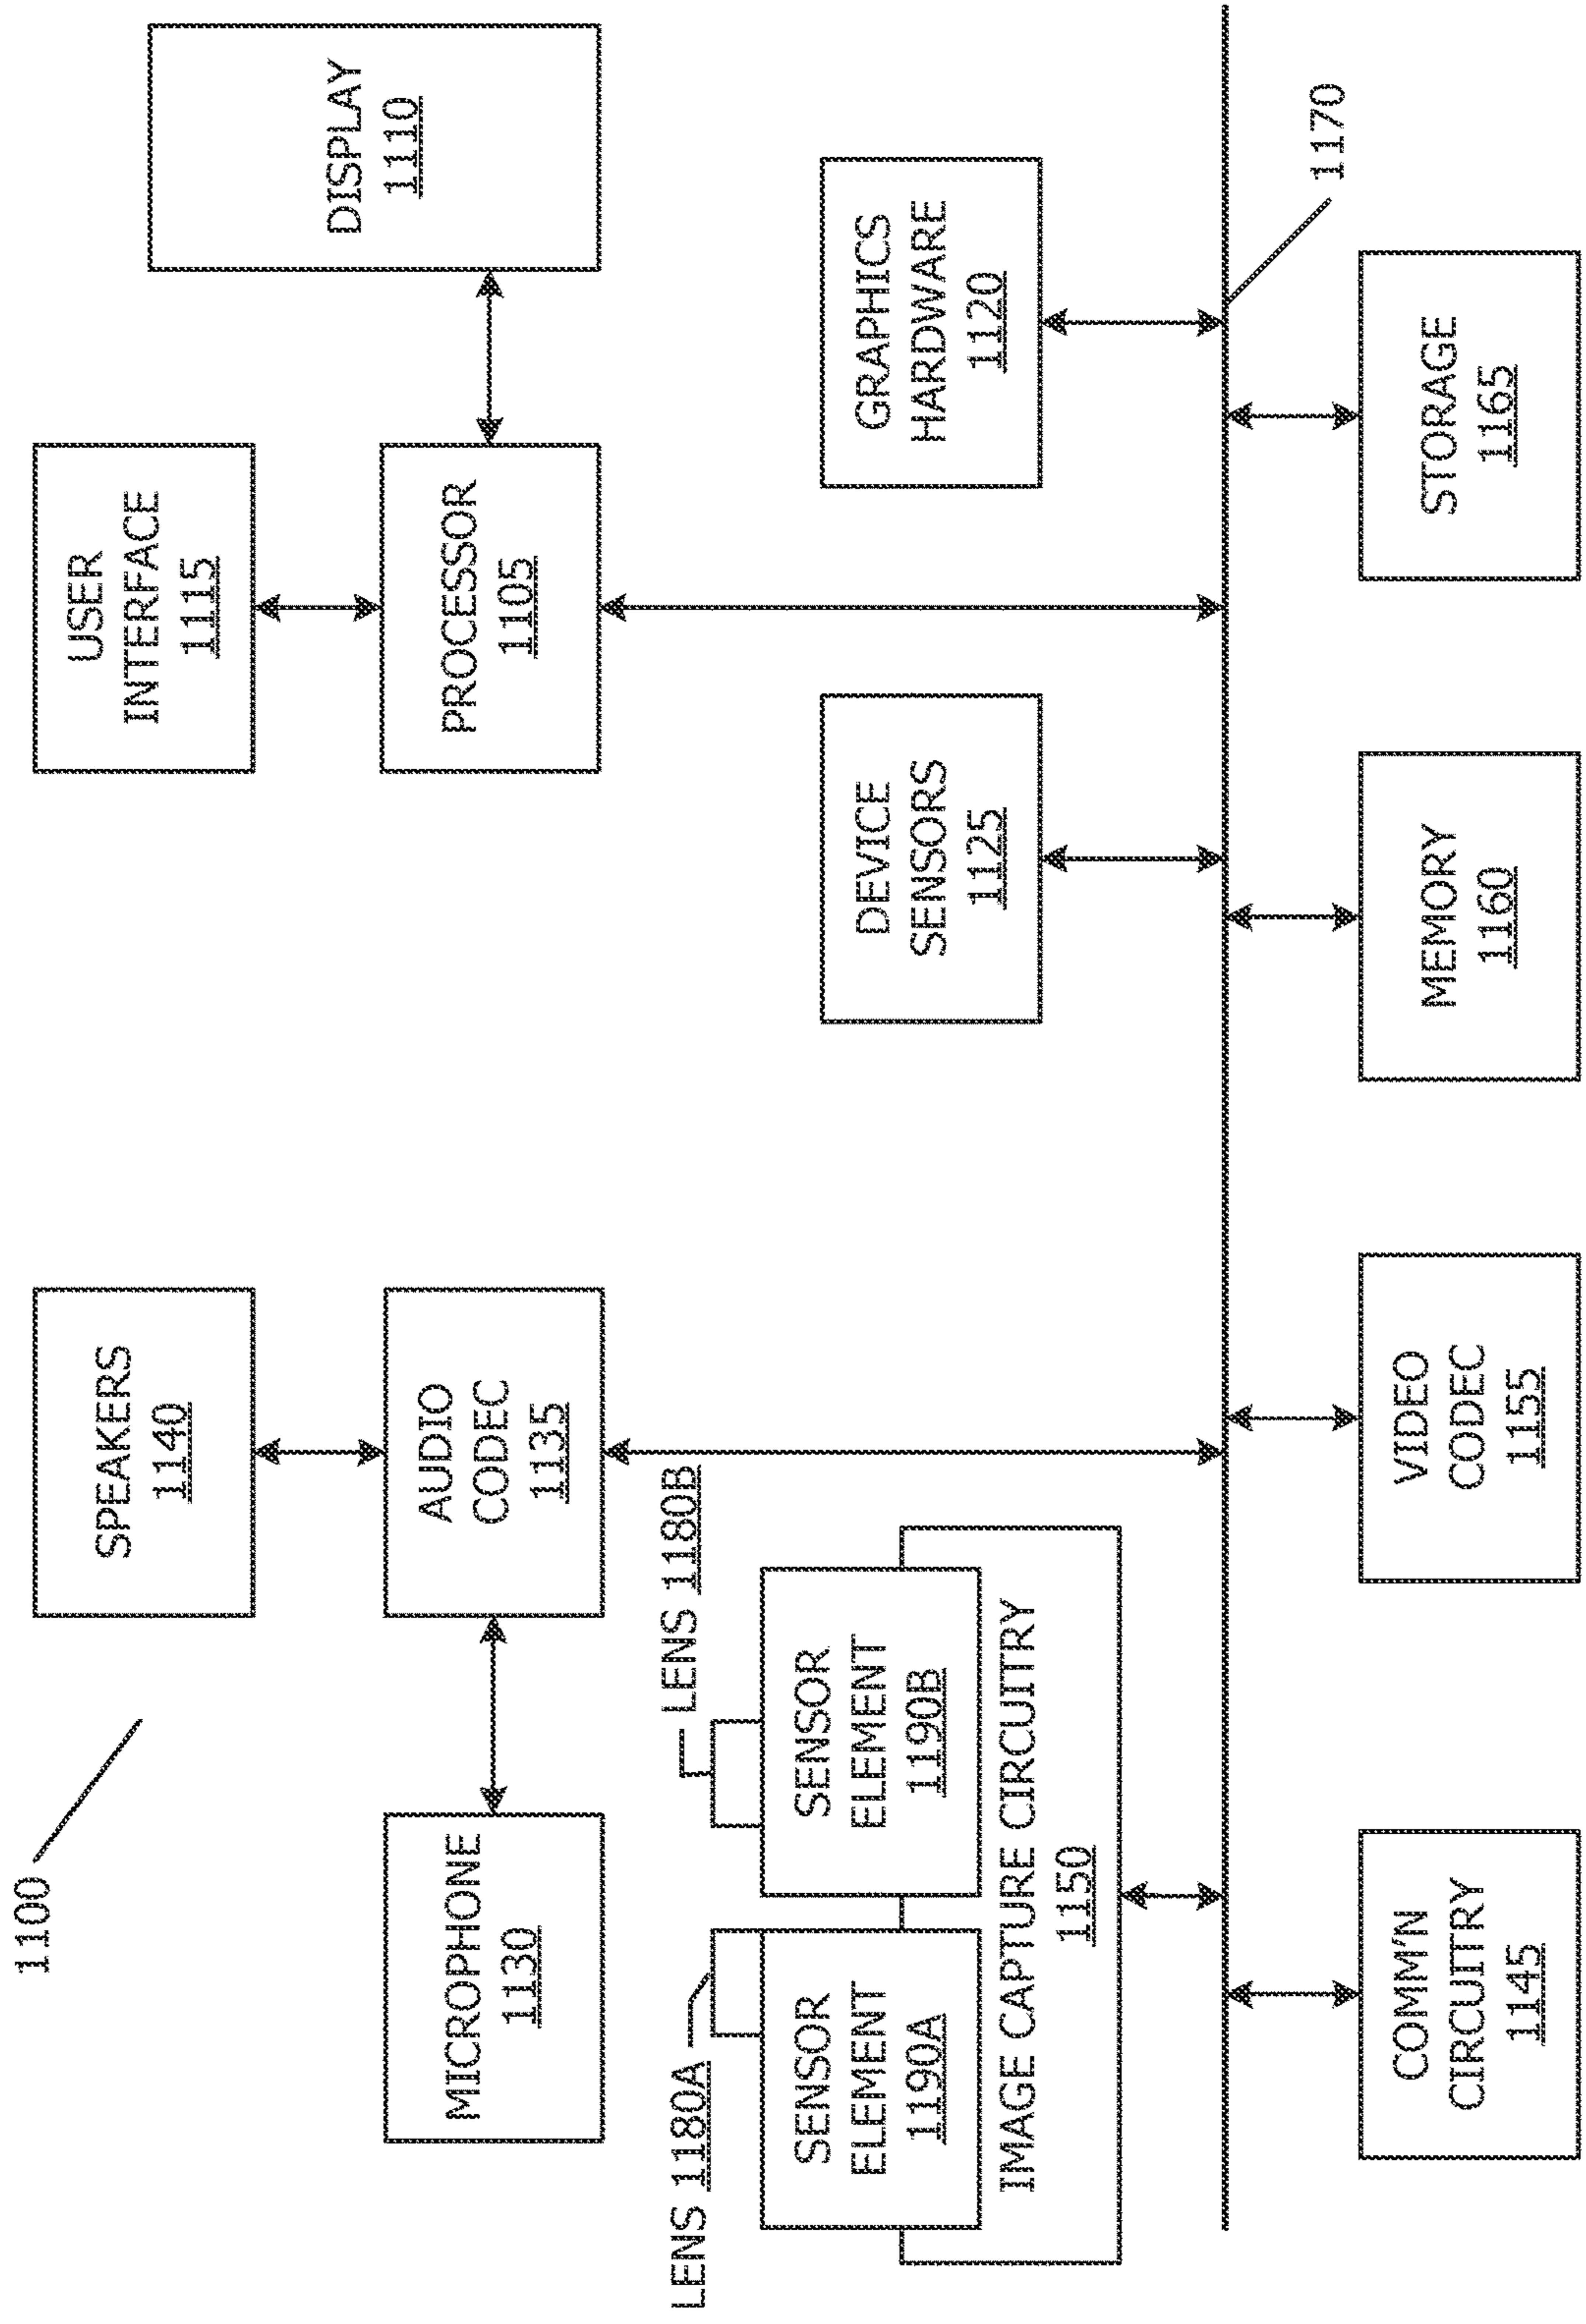 1100
SPEAKERS
1140
USER
INTERFACE
1115
MICROPHONE
1130
AUDIO
CODEC
1135
PROCESSOR
1105
DISPLAY
1110
LENS 1180A
LENS 1180B
SENSOR
ELEMENT
1190A
SENSOR
ELEMENT
1190B
IMAGE CAPTURE CIRCUITRY
1150
DEVICE
SENSORS
1125
GRAPHICS
HARDWARE
1120
1170
COMM'N
CIRCUITRY
1145
VIDEO
CODEC
1155
MEMORY
1160
STORAGE
1165